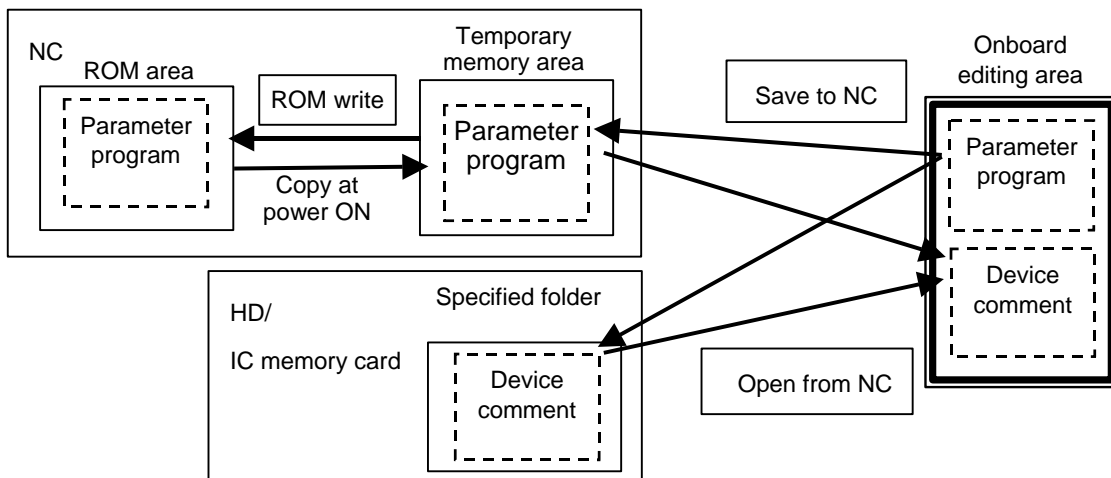 NC
ROM area
Parameter
program
ROM write
Copy at
power ON
Temporary
memory area
Parameter
program
Save to NC
Onboard
editing area
Parameter
program
Device
comment
HD/
IC memory card
Specified folder
Device
comment
Open from NC